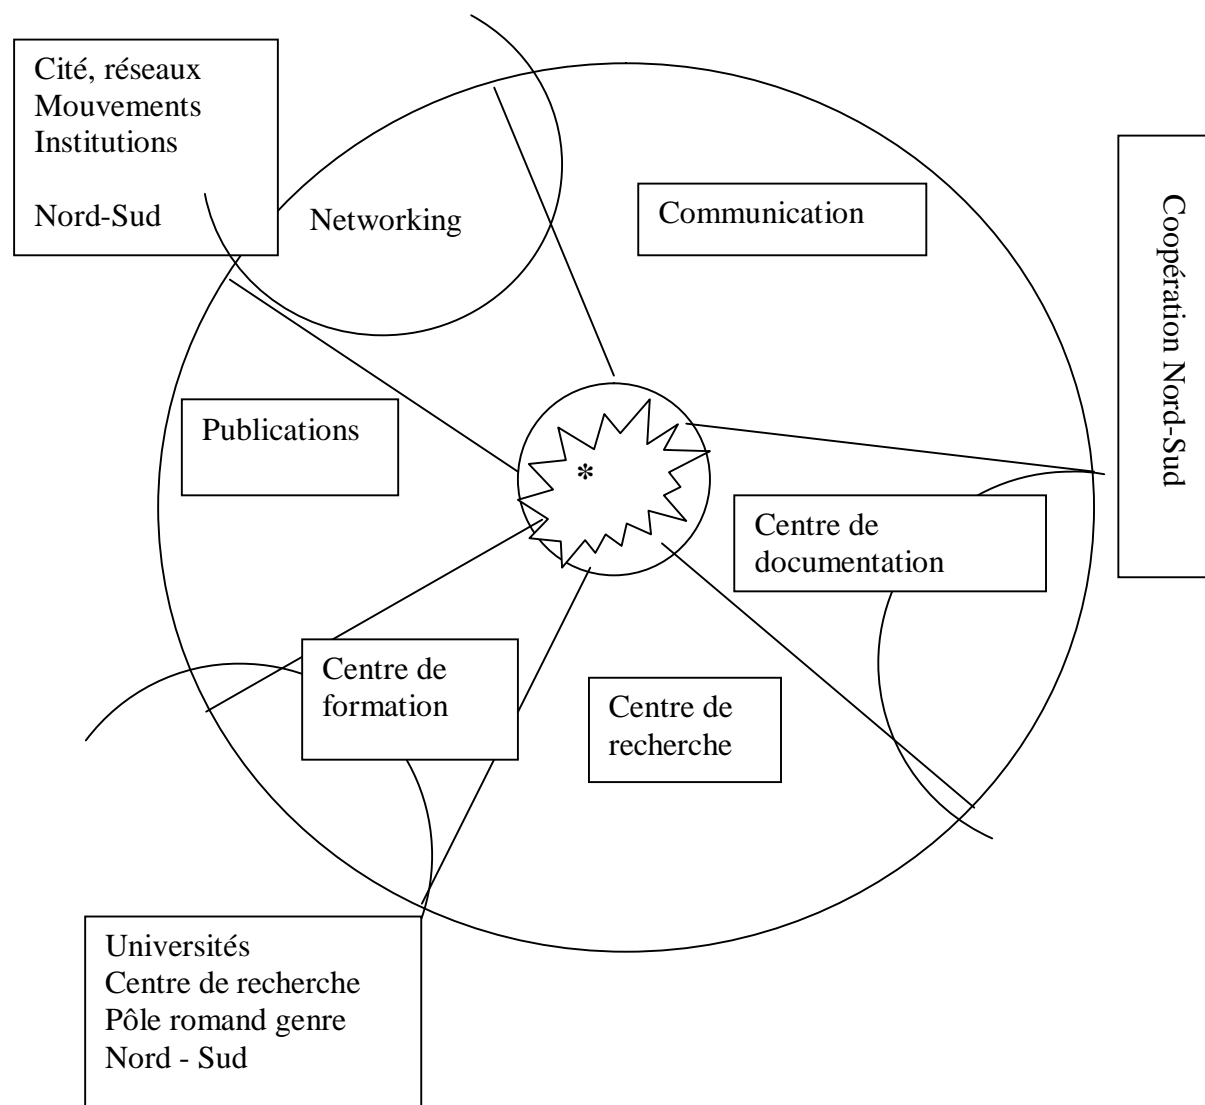 Cité, réseaux
Mouvements
Institutions
Nord-Sud
Networking
Communication
Coopération Nord-Sud
Publications
*
Centre de
documentation
Centre de
formation
Centre de
recherche
Universités
Centre de recherche
Pôle romand genre
Nord - Sud